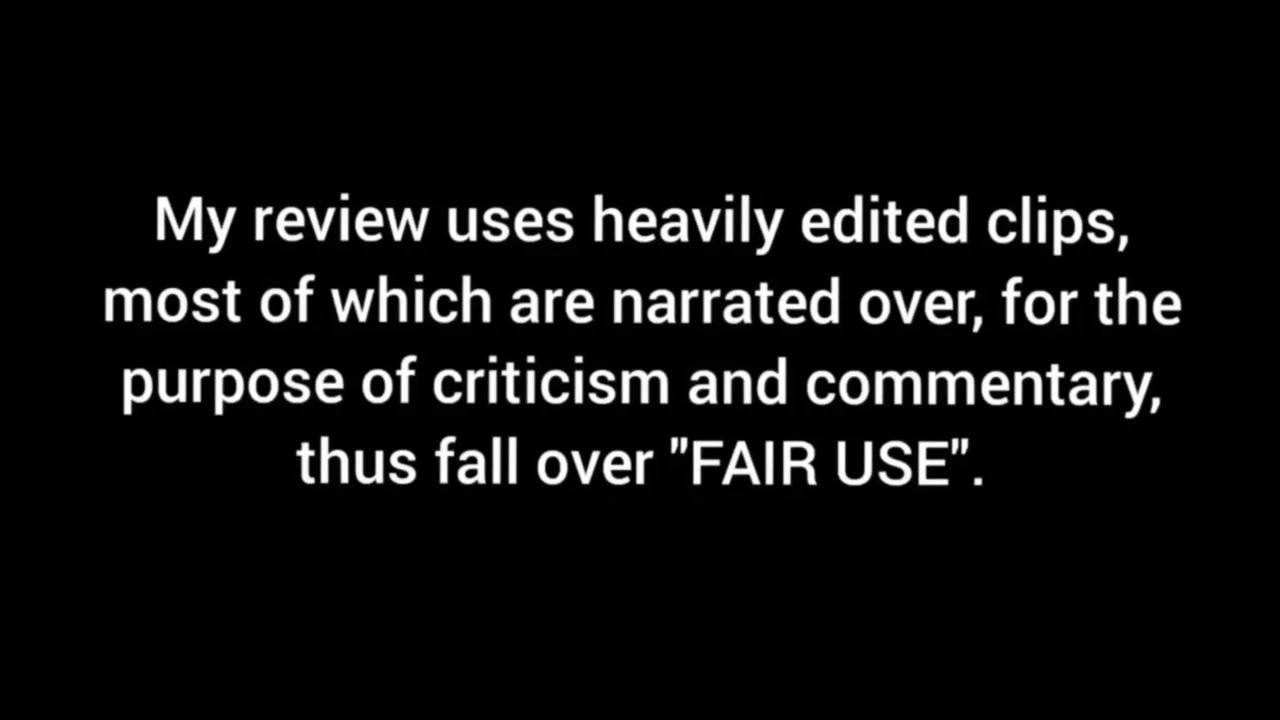 My review uses heavily edited clips,
most of which are narrated over, for the
purpose of criticism and commentary,
thus fall over "FAIR USE".